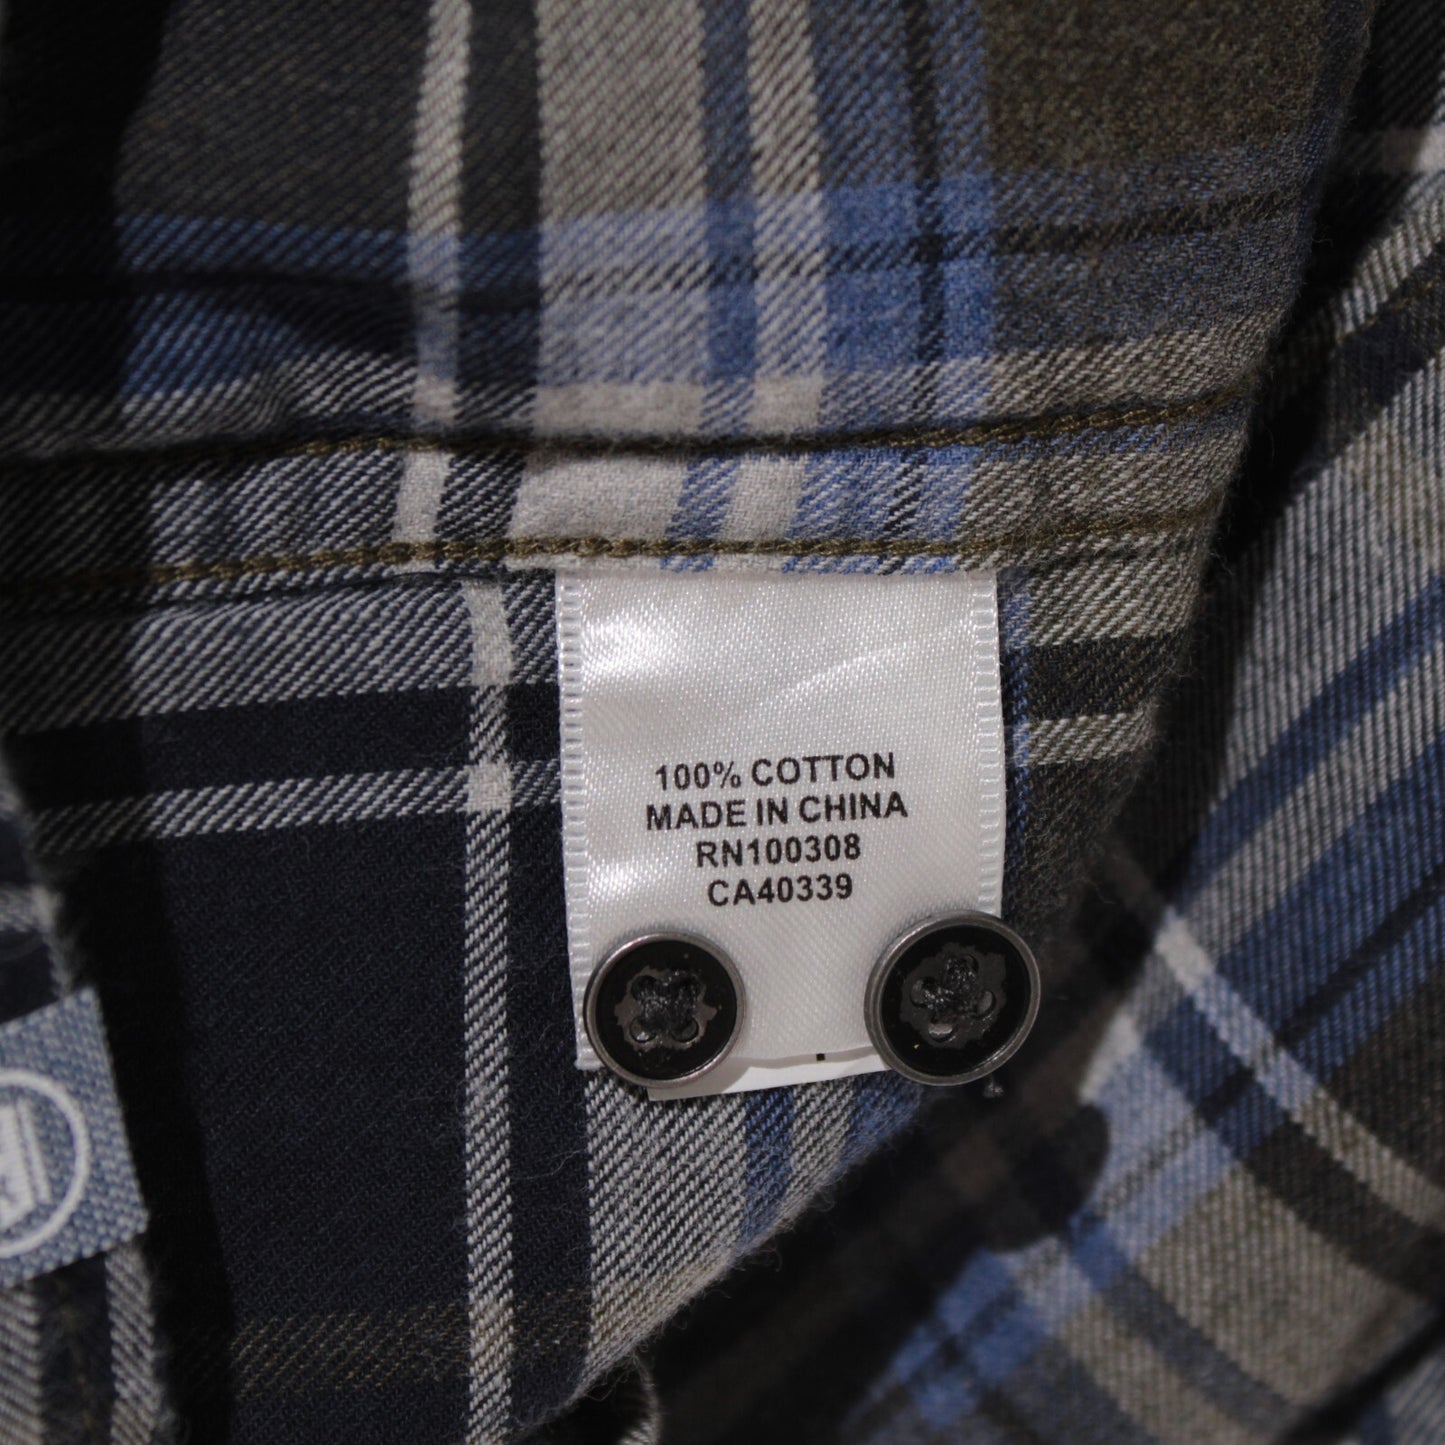 100% COTTON
MADE IN CHINA
RN100308
CA40339